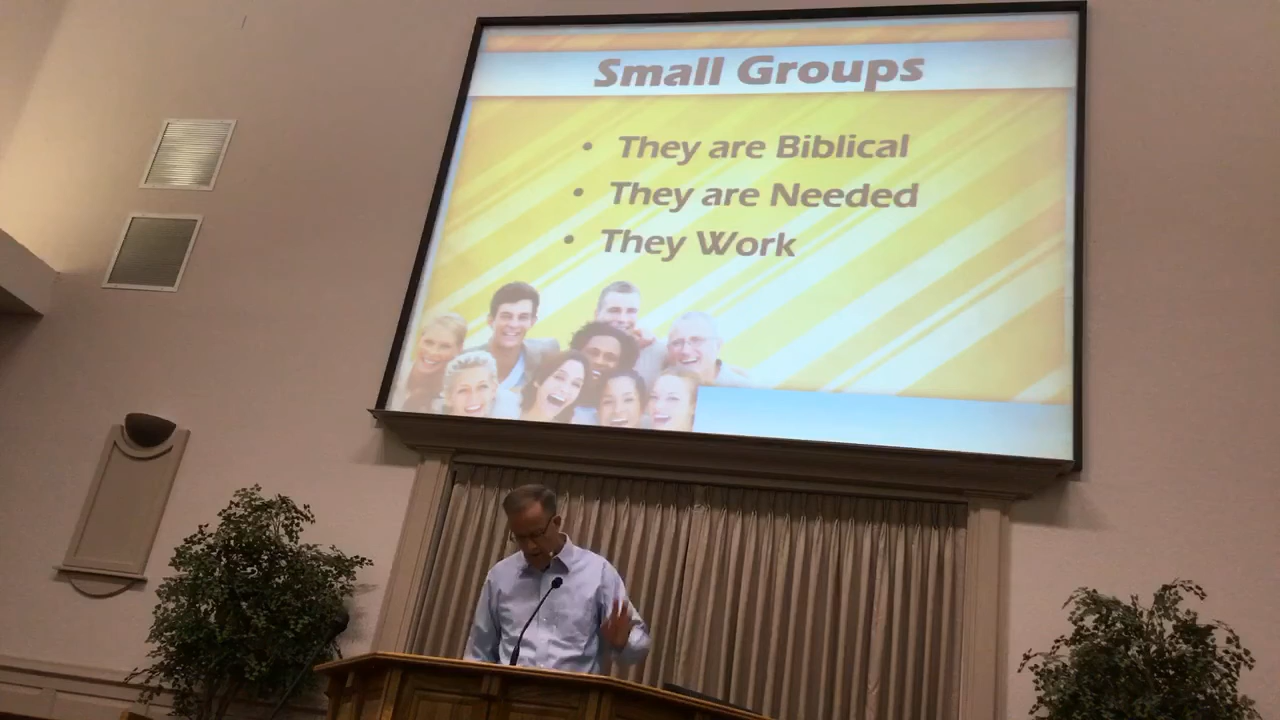 Small Groups
• They are Biblical
• They are Needed
• They Work